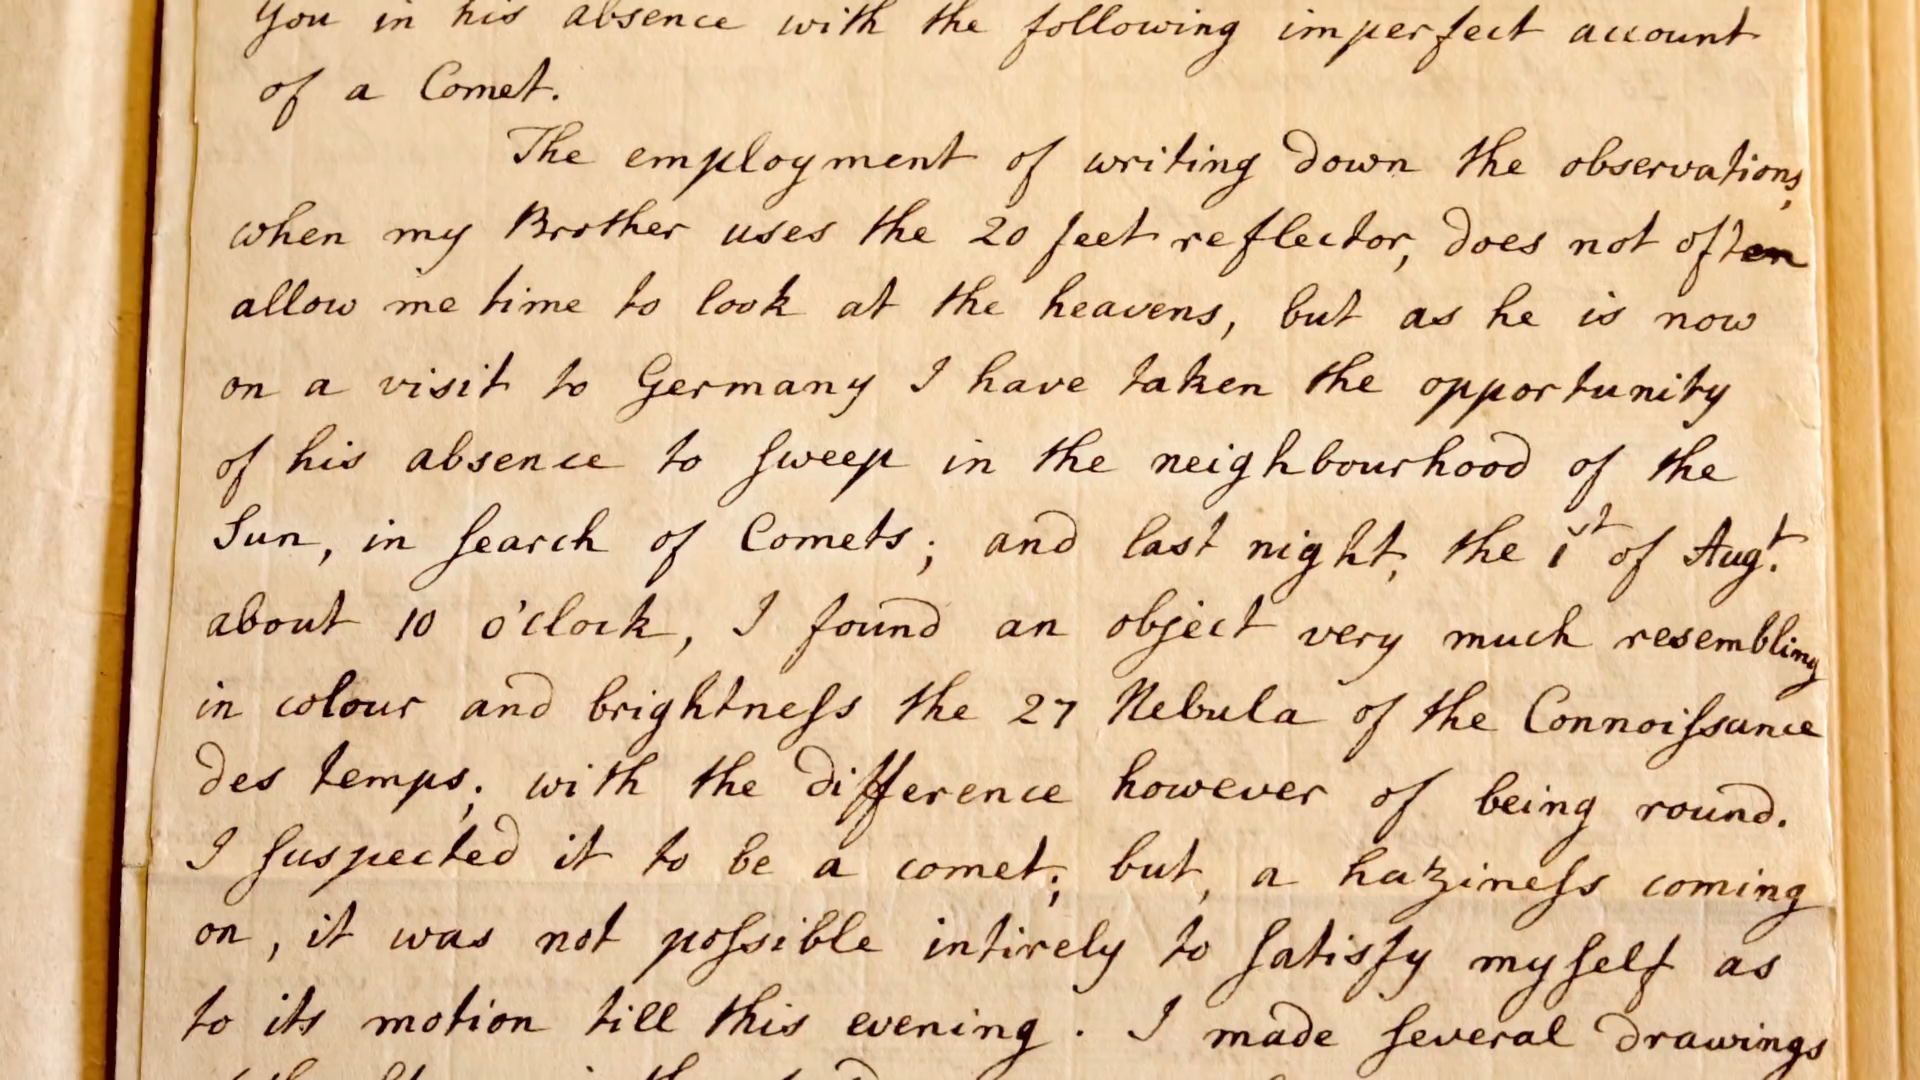 you in his absence with the following imperfect account
of a Comet.
The employment of writing down the observations,
when my Brother uses the 20 feet reflector, does not often
allow me time to look at the heavens, but as he is now
on a visit to Germany I have taken the opportunity
of his absence to sweep in the neighbourhood of the
Sun, in search of Comets; and last night, the 1st of Augt.
about 10 o'clock, I found an object very much resembling
in colour and brightneſs the 27 Nebula of the Connoiſsance
des temps; with the difference however of being round.
I suspected it to be a comet; but, a hazineſs coming
on, it was not poſsible intirely to satisfy myself as
to its motion till this evening. I made several drawings